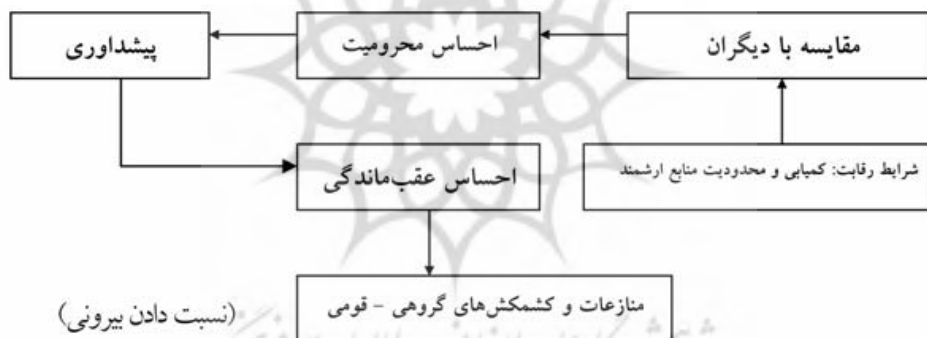 مقایسه با دیگران
احساس محرومیت
پیشداوری
شرایط رقابت: کمیابی و محدودیت منابع ارشمند
احساس عقب‌ماندگی
منازعات و کشمکش‌های گروهی – قومی
(نسبت دادن بیرونی)